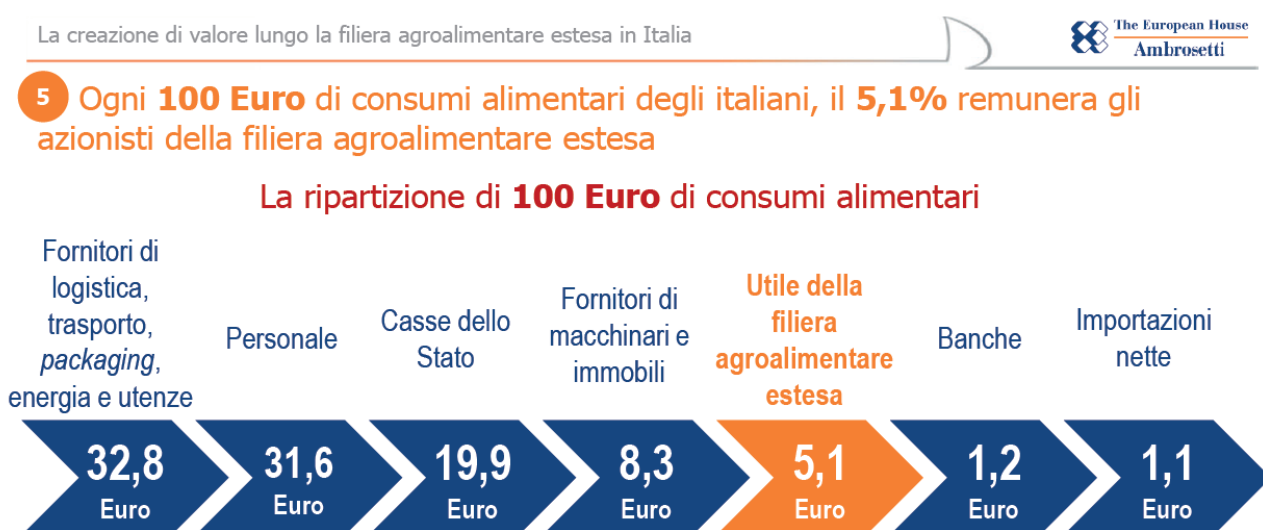 La creazione di valore lungo la filiera agroalimentare estesa in Italia
The European House
Ambrosetti
5 Ogni 100 Euro di consumi alimentari degli italiani, il 5,1% remunera gli
azionisti della filiera agroalimentare estesa
La ripartizione di 100 Euro di consumi alimentari
Fornitori di
logistica,
trasporto,
packaging,
energia e utenze
32,8
Euro
Personale
31,6
Euro
Casse dello
Stato
19,9
Euro
Fornitori di
macchinari e
immobili
8,3
Euro
Utile della
filiera
agroalimentare
estesa
5,1
Euro
Banche
1,2
Euro
Importazioni
nette
1,1
Euro